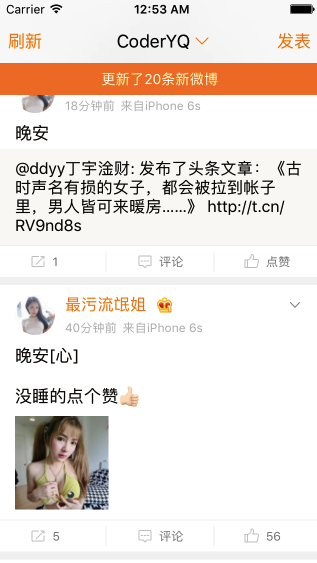 Carrier 12:53 AM
刷新 CoderYQ 发表
更新了20条新微博
18分钟前 来自iPhone 6s
晚安
@ddyy丁宇淦财: 发布了头条文章：《古
时声名有损的女子，都会被拉到帐子
里，男人皆可来暖房……》 http://t.cn/
RV9nd8s
1 评论 点赞
最污流氓姐
40分钟前 来自iPhone 6s
晚安[心]
没睡的点个赞👍🏻
5 评论 56